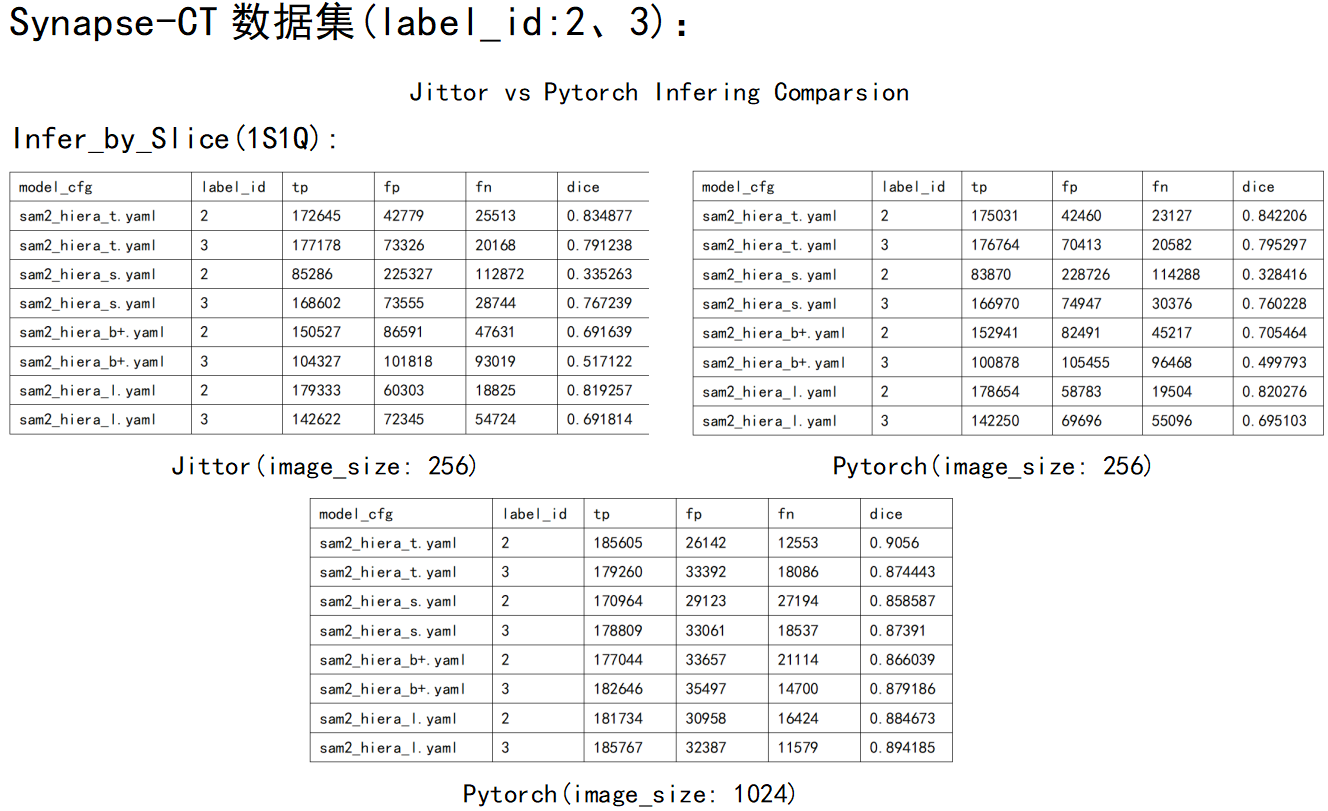 Synapse-CT 数据集(label_id:2、3):
Jittor vs Pytorch Infering Comparsion
Infer_by_Slice(1S1Q):
model_cfg label_id tp fp fn dice
sam2_hiera_t.yaml 2 172645 42779 25513 0.834877
sam2_hiera_t.yaml 3 177178 73326 20168 0.791238
sam2_hiera_s.yaml 2 85286 225327 112872 0.335263
sam2_hiera_s.yaml 3 168602 73555 28744 0.767239
sam2_hiera_b+.yaml 2 150527 86591 47631 0.691639
sam2_hiera_b+.yaml 3 104327 101818 93019 0.517122
sam2_hiera_l.yaml 2 179333 60303 18825 0.819257
sam2_hiera_l.yaml 3 142622 72345 54724 0.691814
Jittor(image_size: 256)
model_cfg label_id tp fp fn dice
sam2_hiera_t.yaml 2 175031 42460 23127 0.842206
sam2_hiera_t.yaml 3 176764 70413 20582 0.795297
sam2_hiera_s.yaml 2 83870 228726 114288 0.328416
sam2_hiera_s.yaml 3 166970 74947 30376 0.760228
sam2_hiera_b+.yaml 2 152941 82491 45217 0.705464
sam2_hiera_b+.yaml 3 100878 105455 96468 0.499793
sam2_hiera_l.yaml 2 178654 58783 19504 0.820276
sam2_hiera_l.yaml 3 142250 69696 55096 0.695103
Pytorch(image_size: 256)
model_cfg label_id tp fp fn dice
sam2_hiera_t.yaml 2 185605 26142 12553 0.9056
sam2_hiera_t.yaml 3 179260 33392 18086 0.874443
sam2_hiera_s.yaml 2 170964 29123 27194 0.858587
sam2_hiera_s.yaml 3 178809 33061 18537 0.87391
sam2_hiera_b+.yaml 2 177044 33657 21114 0.866039
sam2_hiera_b+.yaml 3 182646 35497 14700 0.879186
sam2_hiera_l.yaml 2 181734 30958 16424 0.884673
sam2_hiera_l.yaml 3 185767 32387 11579 0.894185
Pytorch(image_size: 1024)